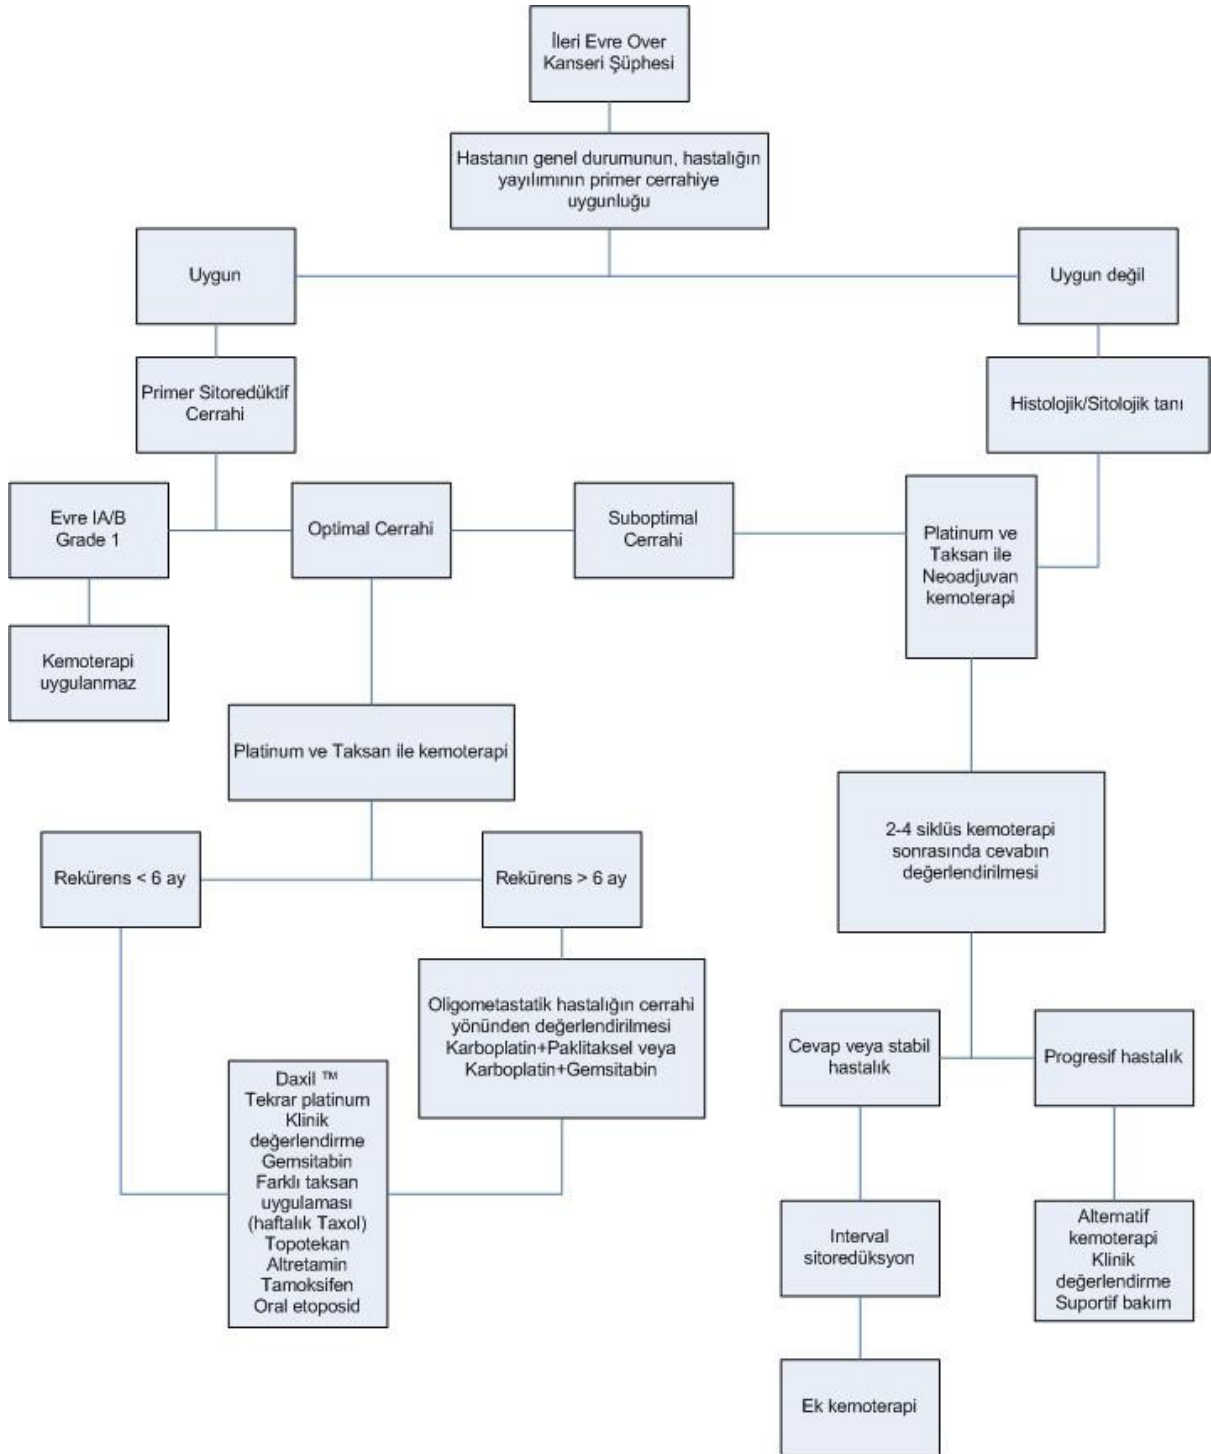 İleri Evre Over
Kanseri Şüphesi
Hastanın genel durumunun, hastalığın
yayılımının primer cerrahiye
uygunluğu
Uygun
Uygun değil
Primer Sitoredüktif
Cerrahi
Histolojik/Sitolojik tanı
Evre IA/B
Grade 1
Optimal Cerrahi
Suboptimal
Cerrahi
Platinum ve
Taksan ile
Neoadjuvan
kemoterapi
Kemoterapi
uygulanmaz
Platinum ve Taksan ile kemoterapi
2-4 siklüs kemoterapi
sonrasında cevabın
değerlendirilmesi
Rekürens < 6 ay
Rekürens > 6 ay
Oligometastatik hastalığın cerrahi
yönünden değerlendirilmesi
Karboplatin+Paklitaksel veya
Karboplatin+Gemsitabin
Cevap veya stabil
hastalık
Progresif hastalık
Daxil ™
Tekrar platinum
Klinik
değerlendirme
Gemsitabin
Farklı taksan
uygulaması
(haftalık Taxol)
Topotekan
Altretamin
Tamoksifen
Oral etoposid
Interval
sitoredüksyon
Alternatif
kemoterapi
Klinik
değerlendirme
Suportif bakım
Ek kemoterapi